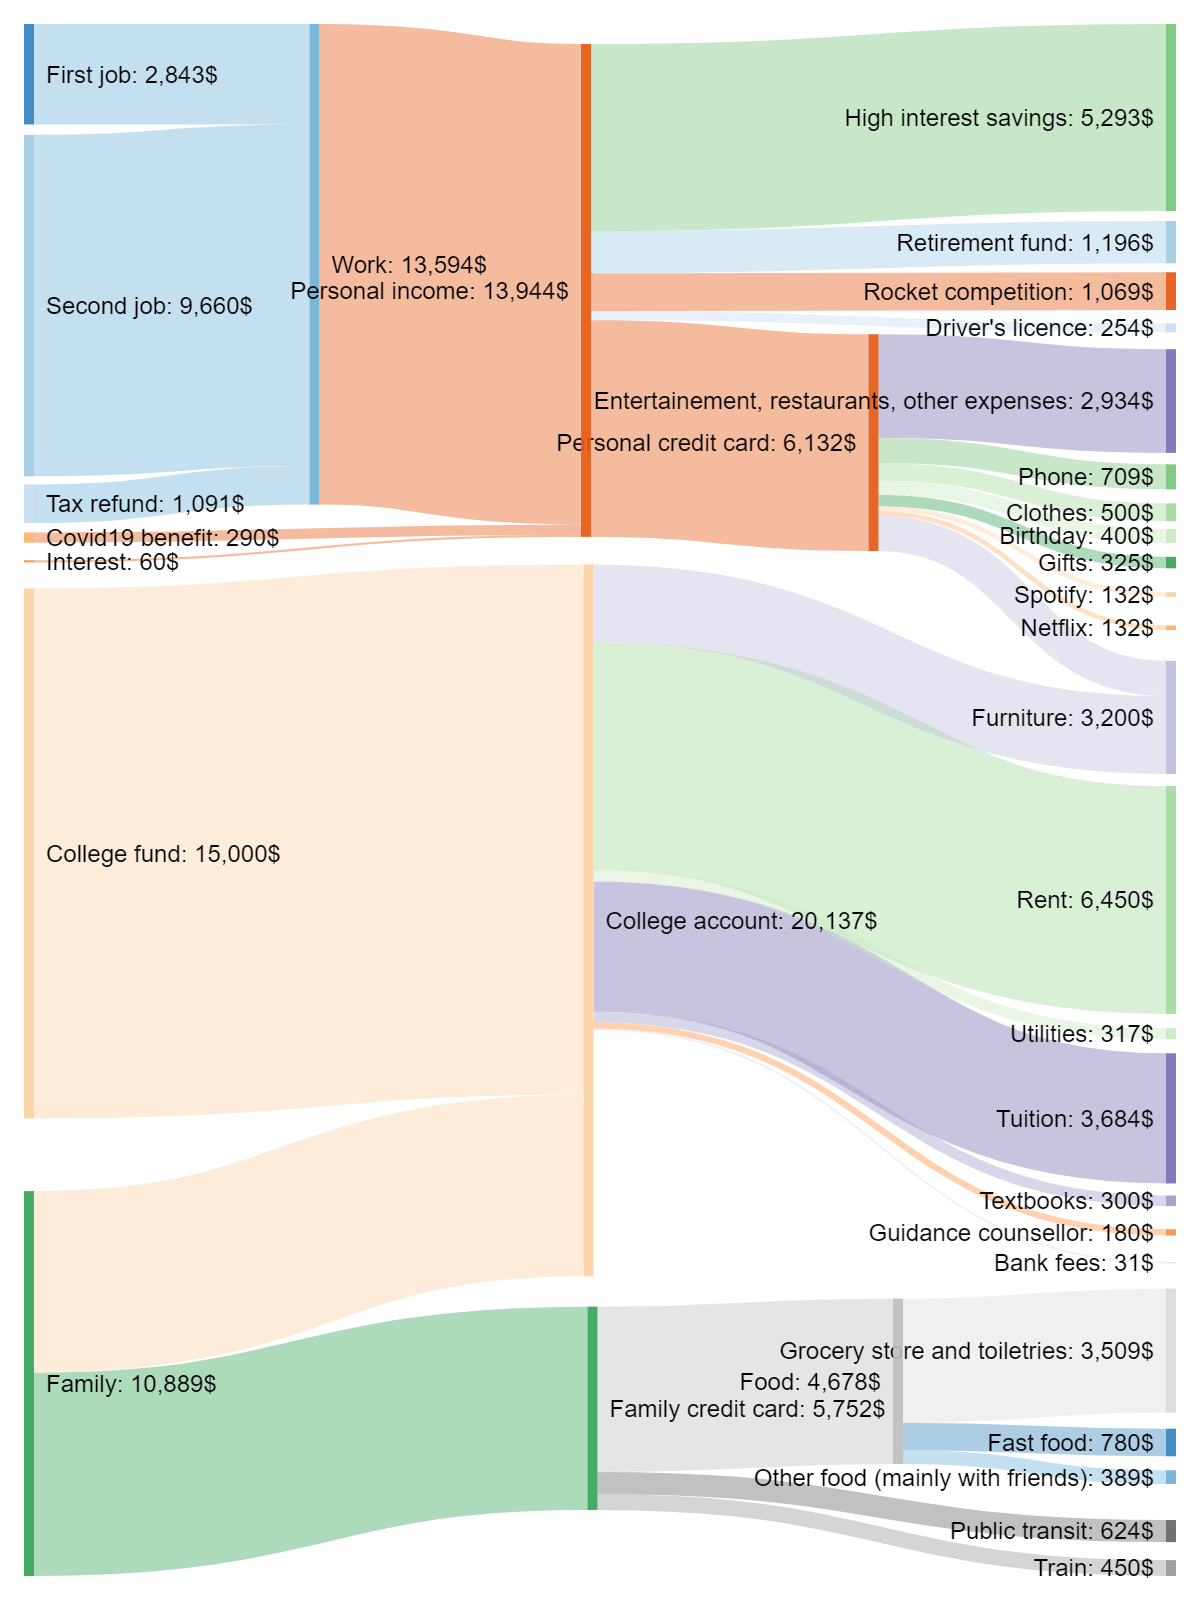 First job: 2,843$
High interest savings: 5,293$
Retirement fund: 1,196$
Work: 13,594$
Personal income: 13,944$
Rocket competition: 1,069$
Second job: 9,660$
Driver's licence: 254$
Entertainement, restaurants, other expenses: 2,934$
Personal credit card: 6,132$
Phone: 709$
Tax refund: 1,091$
Clothes: 500$
Covid19 benefit: 290$
Birthday: 400$
Interest: 60$
Gifts: 325$
Spotify: 132$
Netflix: 132$
Furniture: 3,200$
College fund: 15,000$
Rent: 6,450$
College account: 20,137$
Utilities: 317$
Tuition: 3,684$
Textbooks: 300$
Guidance counsellor: 180$
Bank fees: 31$
Grocery store and toiletries: 3,509$
Family: 10,889$
Food: 4,678$
Family credit card: 5,752$
Fast food: 780$
Other food (mainly with friends): 389$
Public transit: 624$
Train: 450$